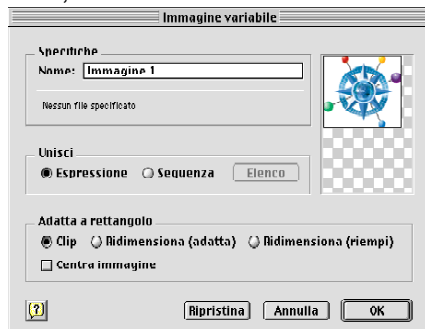 Immagine variabile
Specifiche
Nome: Immagine 1
Nessun file specificato
Unisci
Espressione Sequenza Elenco
Adatta a rettangolo
Clip Ridimensiona (adatta) Ridimensiona (riempi)
Centra immagine
? Ripristina Annulla OK